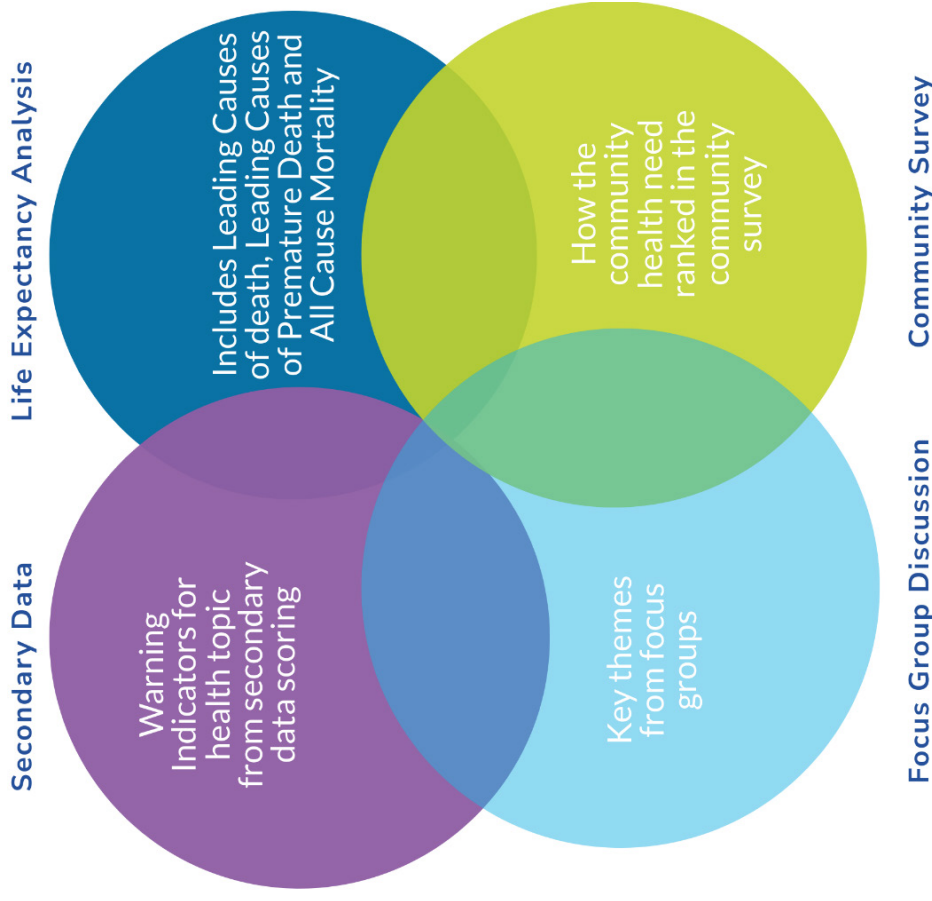 Secondary Data
Life Expectancy Analysis
Warning
Indicators for
health topic
from secondary
data scoring
Includes Leading Causes
of death, Leading Causes
of Premature Death and
All Cause Mortality
Key themes
from focus
groups
How the
community
health need
ranked in the
community
survey
Focus Group Discussion
Community Survey